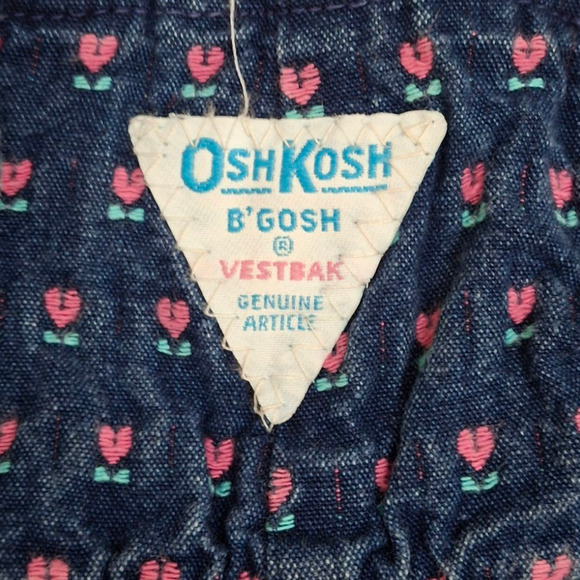 OSHKOSH
B'GOSH
®
VESTBAK
GENUINE
ARTICLE